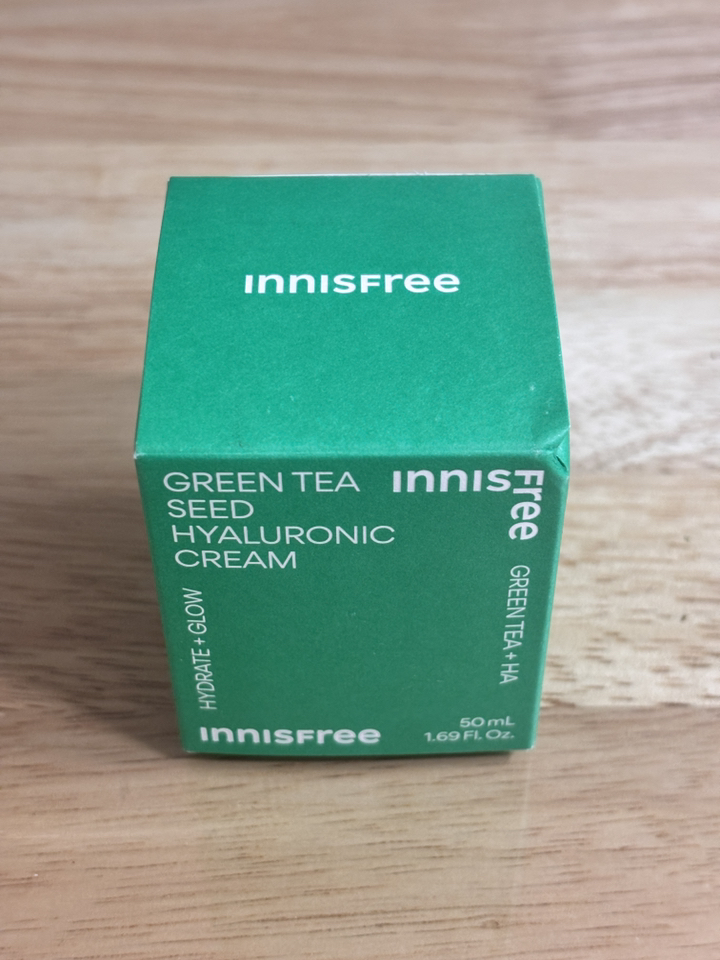 INNISFree
GREEN TEA
SEED
HYALURONIC
CREAM
INNISFree
HYDRATE + GLOW
GREEN TEA + HA
INNISFree
50 mL
1.69 Fl. Oz.